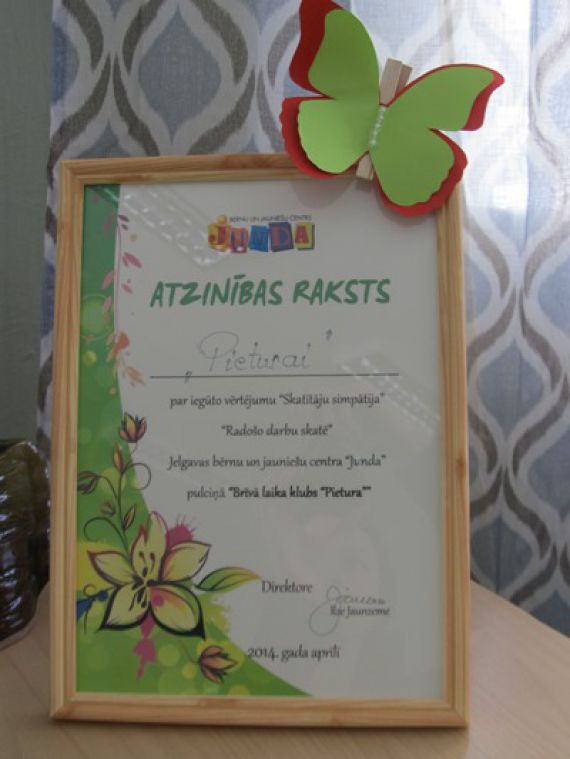 BĒRNU UN JAUNIEŠU CENTRS
JUNDA
ATZINĪBAS RAKSTS
„Pieturai"
par iegūto vērtējumu “Skatītāju simpātija”
“Radošo darbu skatē”
Jelgavas bērnu un jauniešu centra “Junda”
pulciņā “Brīvā laika klubs “Pietura””
Direktore
Ilze Jaunzeme
2014. gada aprīlī